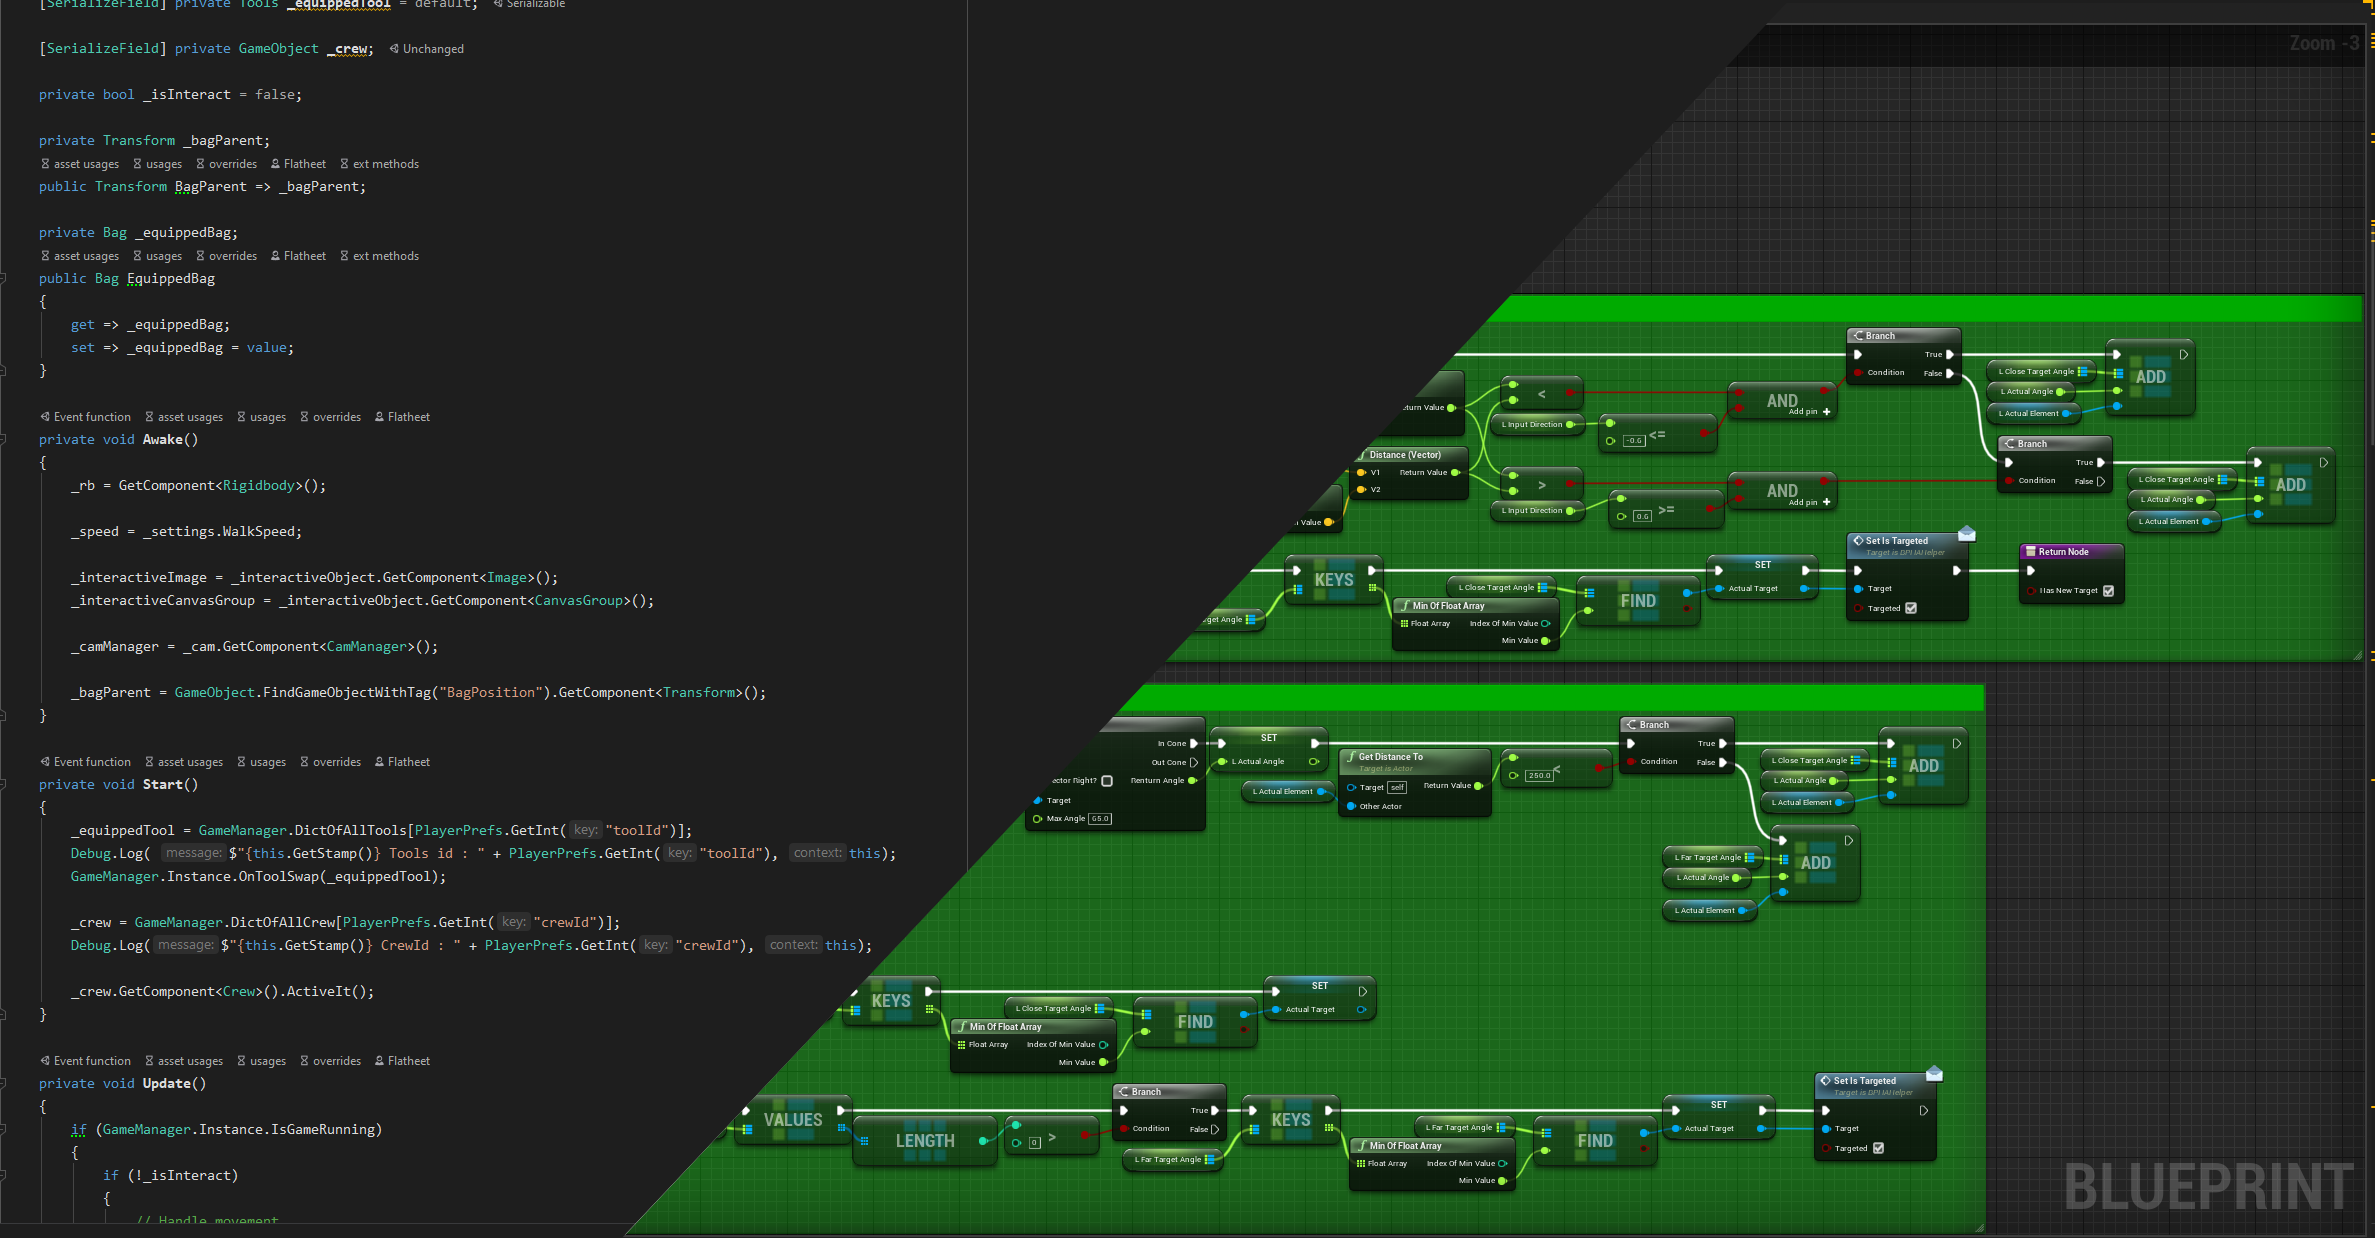 [SerializeField] private Tools _equippedTool = default; Serializable
[SerializeField] private GameObject _crew; Unchanged
private bool _isInteract = false;
private Transform _bagParent;
asset usages usages overrides Flatheet ext methods
public Transform BagParent => _bagParent;
private Bag _equippedBag;
asset usages usages overrides Flatheet ext methods
public Bag EquippedBag
{
get => _equippedBag;
set => _equippedBag = value;
}
Event function asset usages usages overrides Flatheet
private void Awake()
{
_rb = GetComponent<Rigidbody>();
_speed = _settings.WalkSpeed;
_interactiveImage = _interactiveObject.GetComponent<Image>();
_interactiveCanvasGroup = _interactiveObject.GetComponent<CanvasGroup>();
_camManager = _cam.GetComponent<CamManager>();
_bagParent = GameObject.FindGameObjectWithTag("BagPosition").GetComponent<Transform>();
}
Event function asset usages usages overrides Flatheet
private void Start()
{
_equippedTool = GameManager.DictOfAllTools[PlayerPrefs.GetInt( key: "toolId")];
Debug.Log( message: $"{this.GetStamp()} Tools id : " + PlayerPrefs.GetInt( key: "toolId"), context: this);
GameManager.Instance.OnToolSwap(_equippedTool);
_crew = GameManager.DictOfAllCrew[PlayerPrefs.GetInt( key: "crewId")];
Debug.Log( message: $"{this.GetStamp()} CrewId : " + PlayerPrefs.GetInt( key: "crewId"), context: this);
_crew.GetComponent<Crew>().ActiveIt();
}
Event function asset usages usages overrides Flatheet
private void Update()
{
if (GameManager.Instance.IsGameRunning)
{
if (!_isInteract)
{
// Handle movement
Zoom -3
Branch
True
Condition False
L Close Target Angle
L Actual Angle
L Actual Element
ADD
eturn Value
<
L Input Direction
-0.6 <=
AND
Add pin +
Distance (Vector)
V1 Return Value
V2
n Value
>
L Input Direction
0.6 >=
AND
Add pin +
Branch
True
Condition False
L Close Target Angle
L Actual Angle
L Actual Element
ADD
rget Angle
KEYS
L Close Target Angle
Min Of Float Array
Float Array Index Of Min Value
Min Value
FIND
SET
Actual Target
Set Is Targeted
Target is BPI IAHelper
Target
Targeted
Return Node
Has New Target
In Cone
Out Cone
ector Right? Renturn Angle
Target
Max Angle 65.0
SET
L Actual Angle
L Actual Element
Get Distance To
Target is Actor
Target self Return Value
Other Actor
250.0 <
Branch
True
Condition False
L Close Target Angle
L Actual Angle
L Actual Element
ADD
L Far Target Angle
L Actual Angle
L Actual Element
ADD
KEYS
L Close Target Angle
Min Of Float Array
Float Array Index Of Min Value
Min Value
FIND
SET
Actual Target
VALUES
LENGTH
0 >
Branch
True
Condition False
L Far Target Angle
KEYS
L Far Target Angle
Min Of Float Array
Float Array Index Of Min Value
Min Value
FIND
SET
Actual Target
Set Is Targeted
Target is BPI IAHelper
Target
Targeted
BLUEPRINT